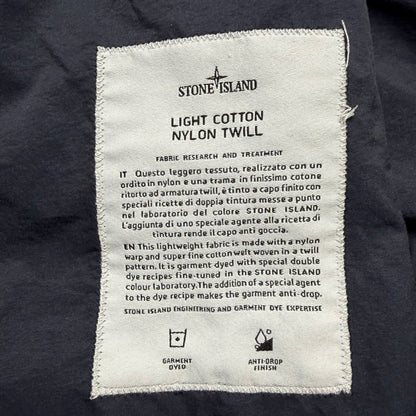 STONE ISLAND
LIGHT COTTON
NYLON TWILL
FABRIC RESEARCH AND TREATMENT
IT Questo leggero tessuto, realizzato con un
ordito in nylon e una trama in finissimo cotone
ritorto ad armatura twill, è tinto a capo finito con
speciali ricette di doppia tintura messe a punto
nel laboratorio del colore STONE ISLAND.
L'aggiunta di uno speciale agente alla ricetta di
tintura rende il capo anti goccia.
EN This lightweight fabric is made with a nylon
warp and super fine cotton weft woven in a twill
pattern. It is garment dyed with special double
dye recipes fine-tuned in the STONE ISLAND
colour laboratory. The addition of a special agent
to the dye recipe makes the garment anti-drop.
STONE ISLAND ENGINEERING AND GARMENT DYE EXPERTISE
GARMENT
DYED
ANTI-DROP
FINISH